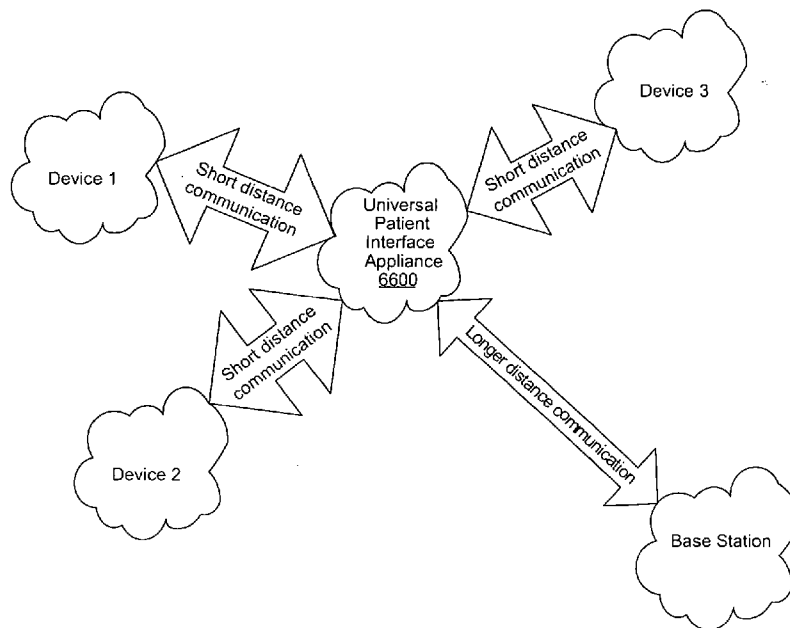 Device 3
Short distance
communication
Device 1
Short distance
communication
Universal
Patient
Interface
Appliance
6600
Short distance
communication
Longer distance communication
Device 2
Base Station